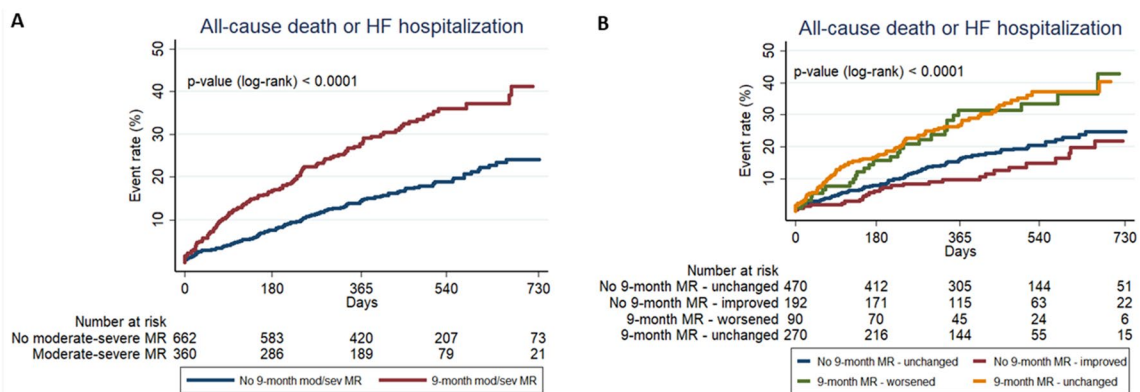 A
All-cause death or HF hospitalization
p-value (log-rank) < 0.0001
Event rate (%)
50
40
30
20
10
0 180 365 540 730
Days
Number at risk
No moderate-severe MR 662 583 420 207 73
Moderate-severe MR 360 286 189 79 21
No 9-month mod/sev MR 9-month mod/sev MR
B
All-cause death or HF hospitalization
p-value (log-rank) < 0.0001
Event rate (%)
50
40
30
20
10
0 180 365 540 730
Days
Number at risk
No 9-month MR - unchanged 470 412 305 144 51
No 9-month MR - improved 192 171 115 63 22
9-month MR - worsened 90 70 45 24 6
9-month MR - unchanged 270 216 144 55 15
No 9-month MR - unchanged No 9-month MR - improved
9-month MR - worsened 9-month MR - unchanged